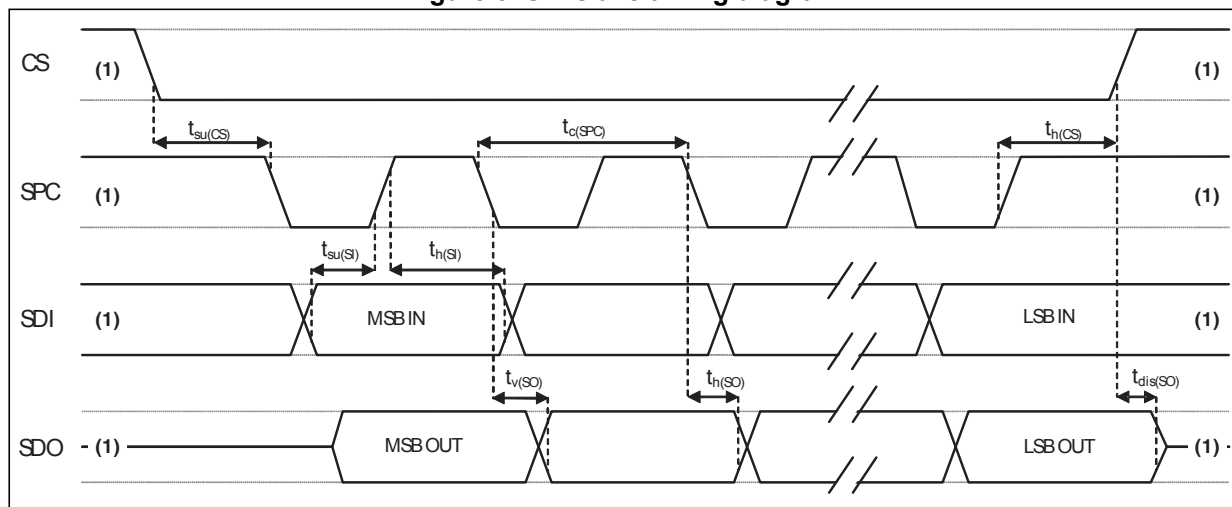 CS (1) (1)
t_su(CS) t_c(SPC) t_h(CS)
SPC (1) (1)
t_su(SI) t_h(SI)
SDI (1) MSB IN LSB IN (1)
t_v(SO) t_h(SO) t_dis(SO)
SDO (1) MSB OUT LSB OUT (1)